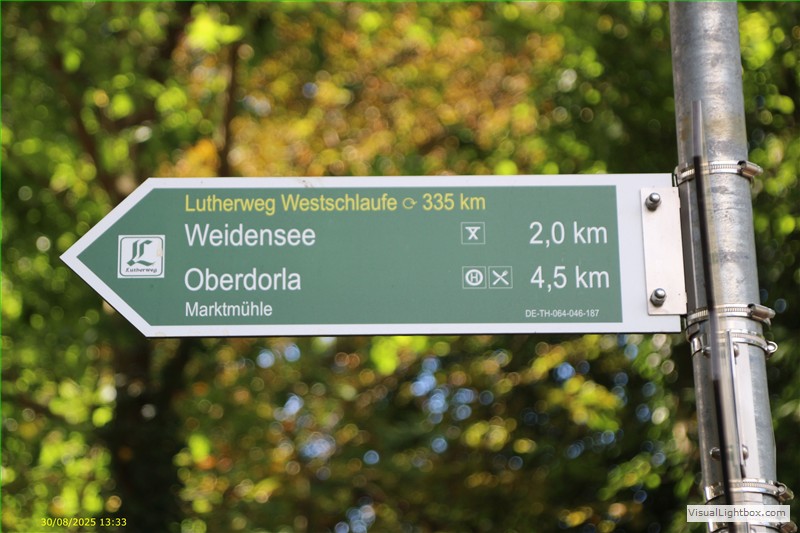 Lutherweg Westschlaufe ⟳ 335 km
Weidensee 2,0 km
Oberdorla H 4,5 km
Marktmühle
DE-TH-064-046-187
L
Lutherweg
30/08/2025 13:33
VisualLightbox.com